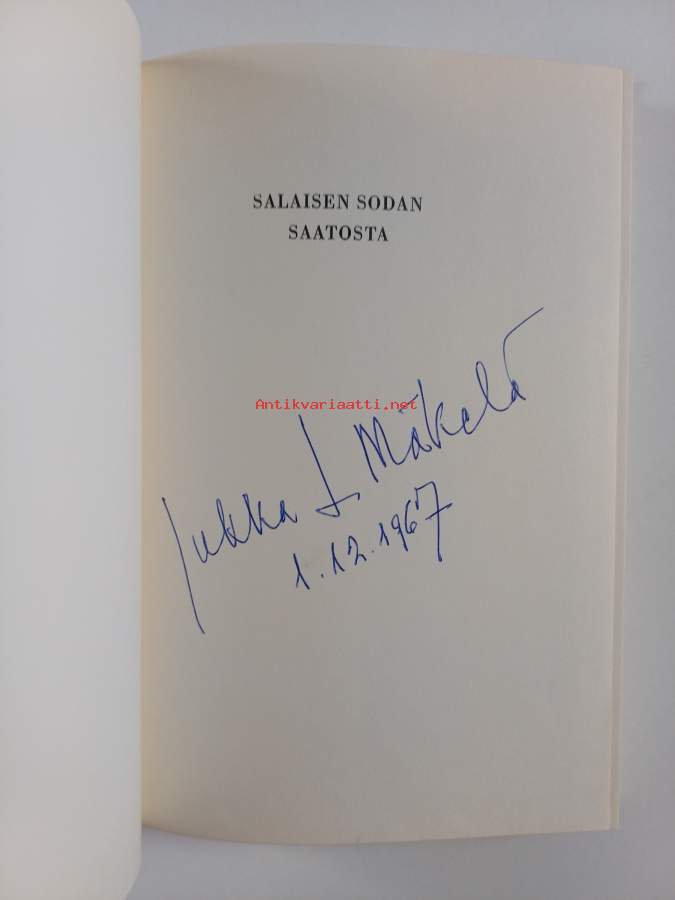 SALAISEN SODAN
SAATOSTA
Antikvariaatti.net
Jukka L. Mäkelä
1.12.1967